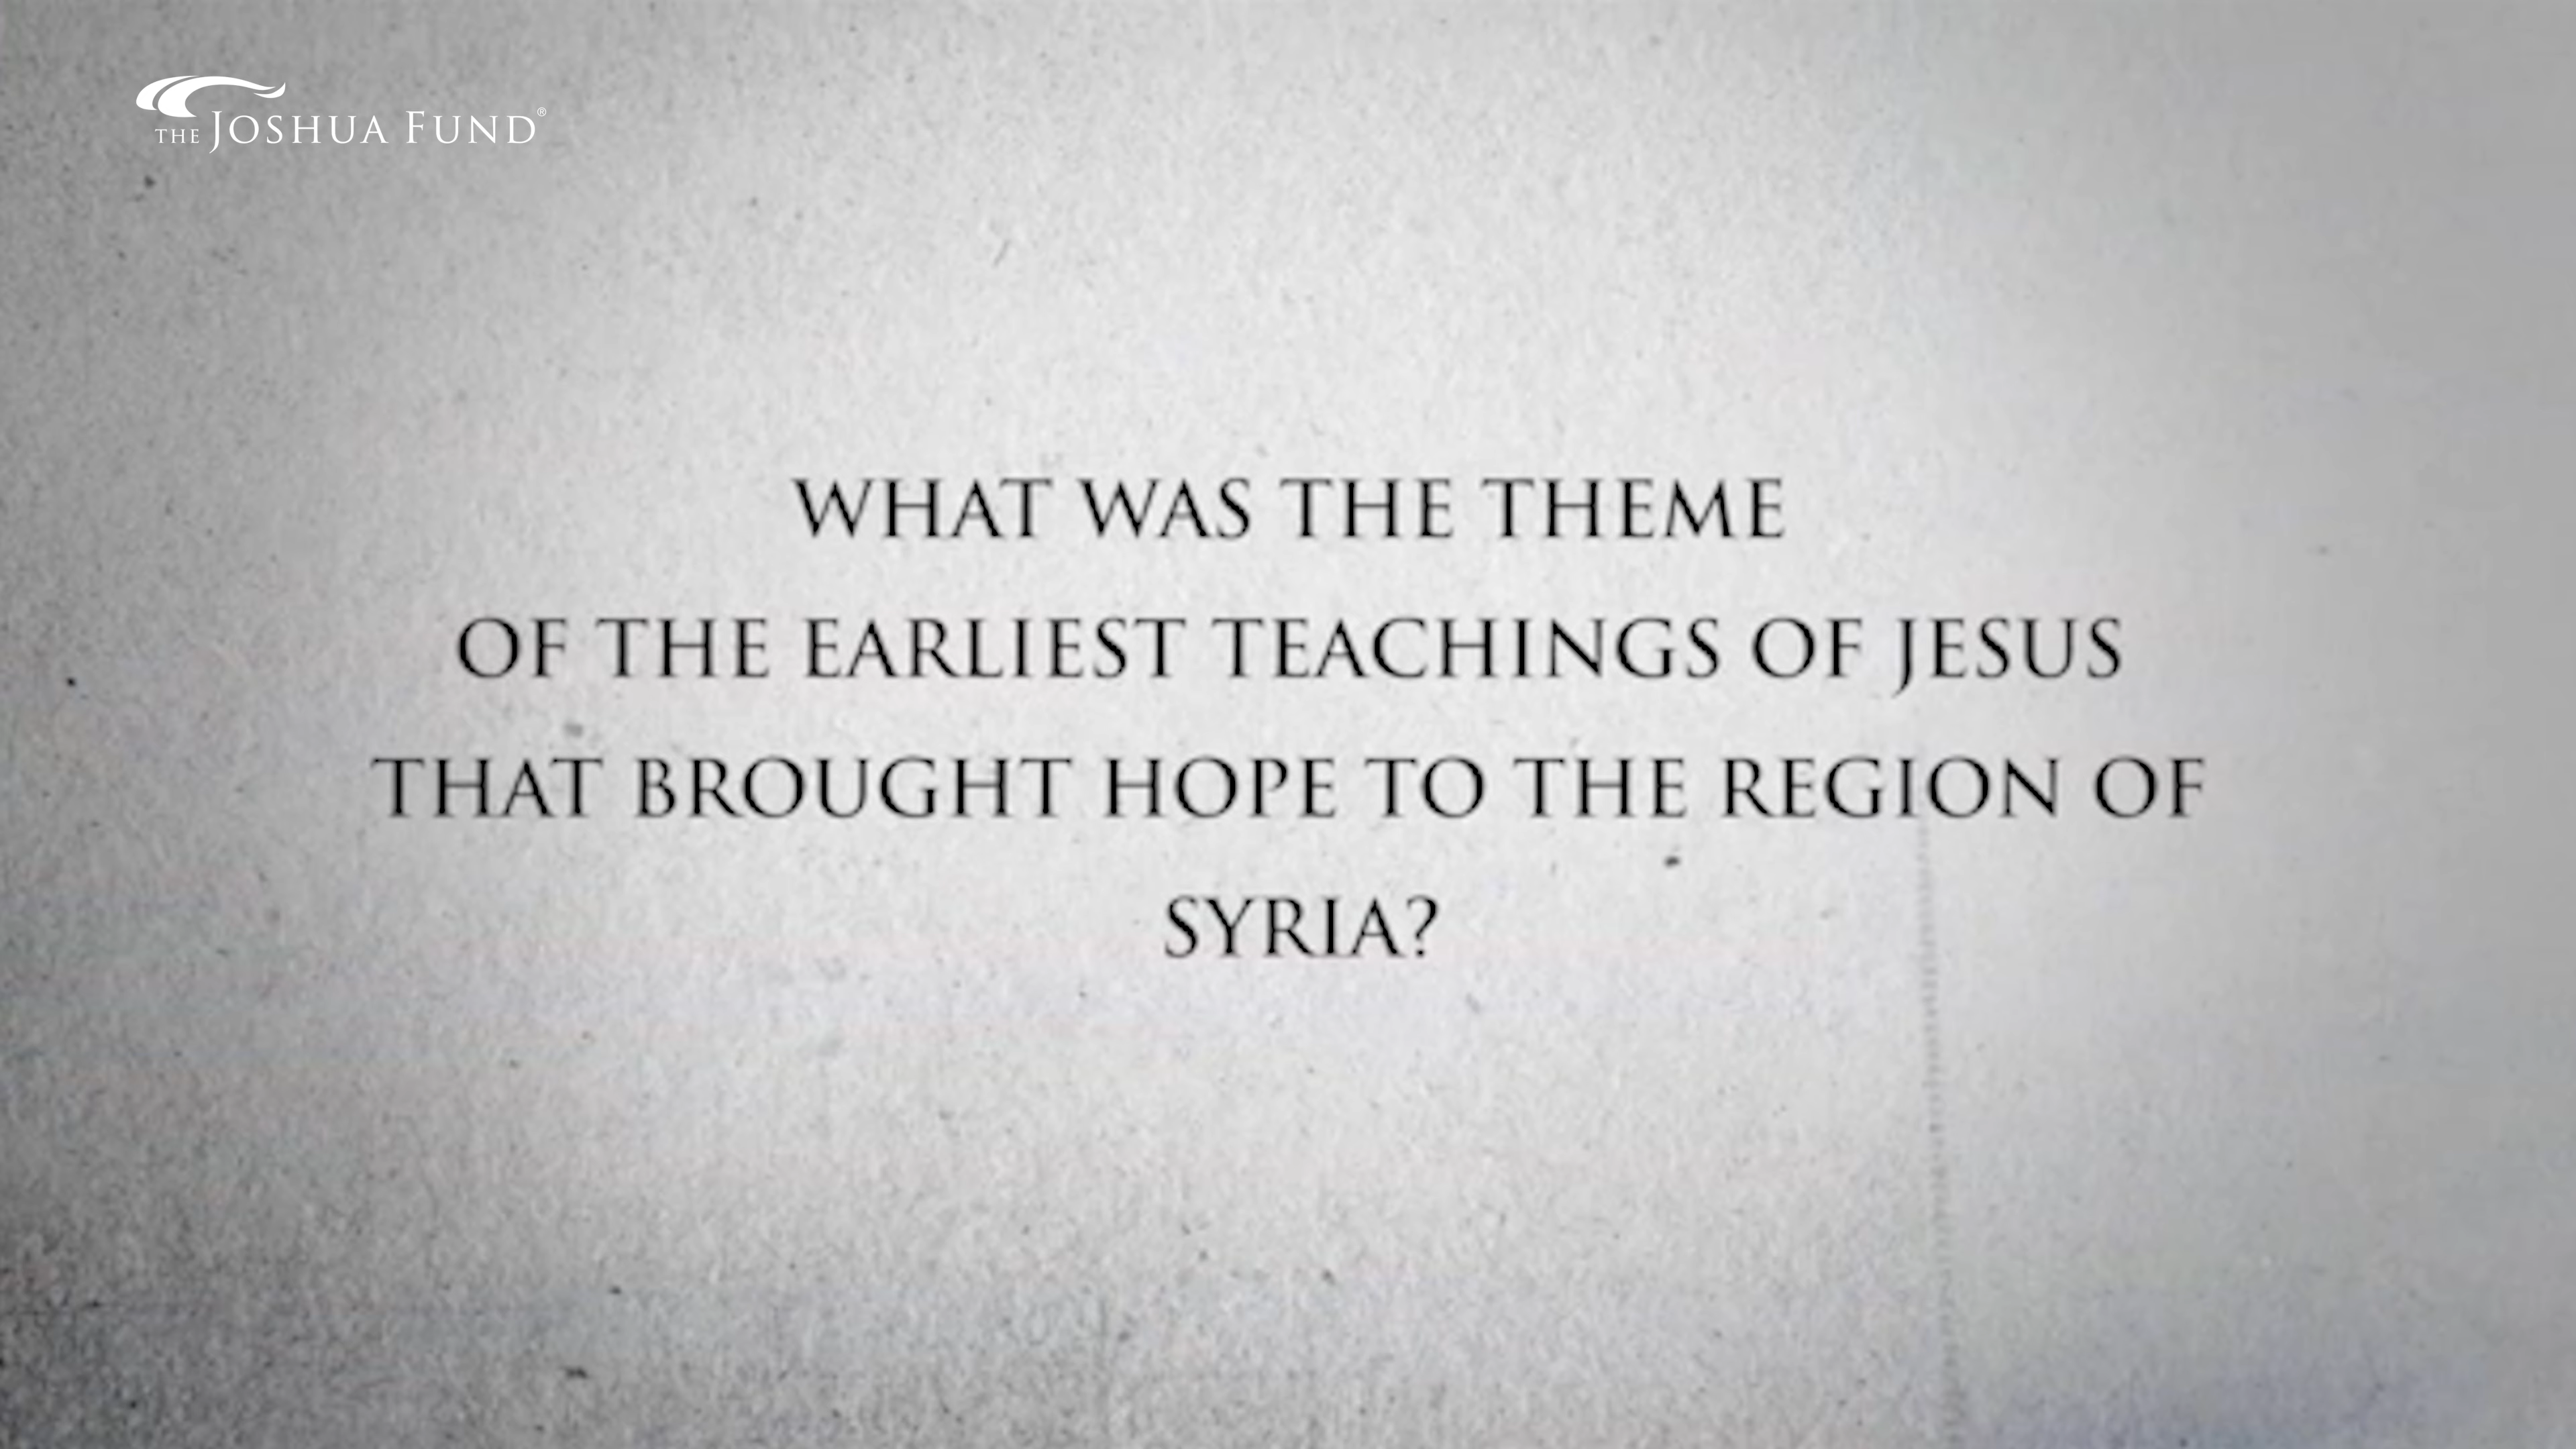 THE JOSHUA FUND®
WHAT WAS THE THEME
OF THE EARLIEST TEACHINGS OF JESUS
THAT BROUGHT HOPE TO THE REGION OF
SYRIA?